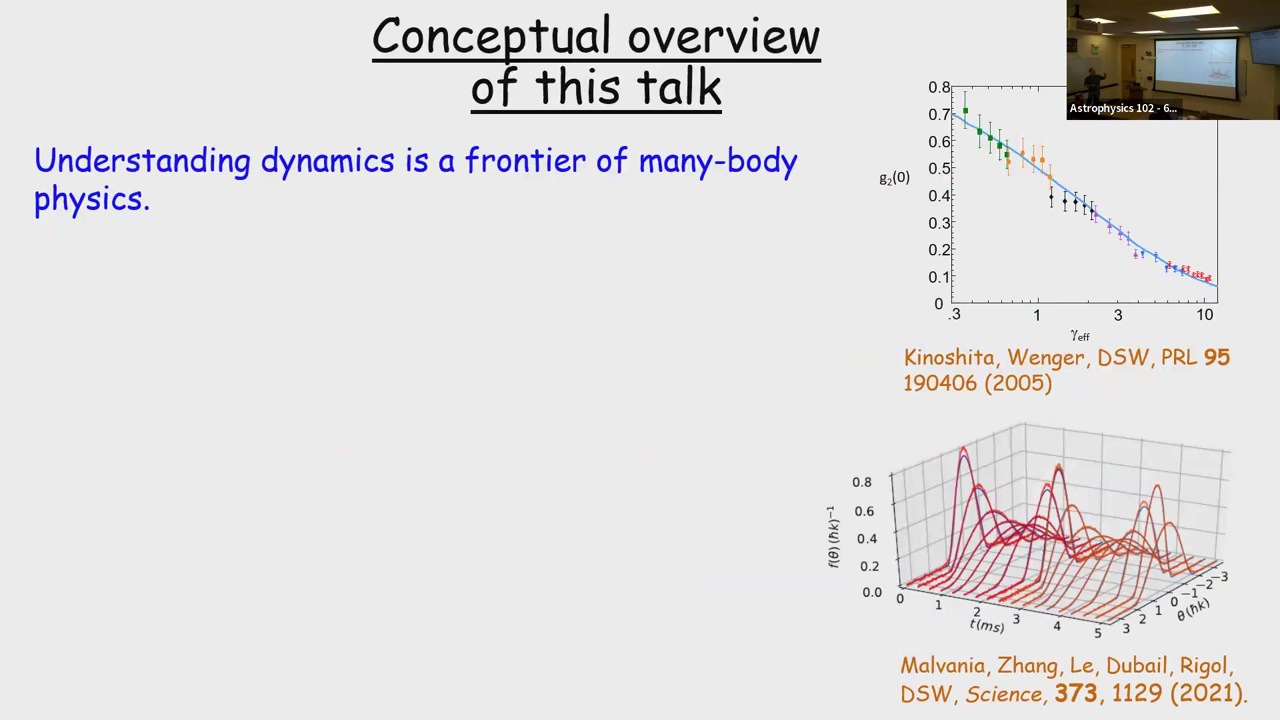 Conceptual overview
of this talk
Understanding dynamics is a frontier of many-body
physics.
Astrophysics 102 - 6...
0.8
0.7
0.6
0.5
0.4
0.3
0.2
0.1
0
g₂(0)
.3 1 3 10
γeff
Kinoshita, Wenger, DSW, PRL 95
190406 (2005)
0.8
0.6
0.4
0.2
0.0
f(θ)(ħk)⁻¹
0 1 2 3 4 5
t(ms)
3 2 1 0 −1 −2 −3
θ(ħk)
Malvania, Zhang, Le, Dubail, Rigol,
DSW, Science, 373, 1129 (2021).